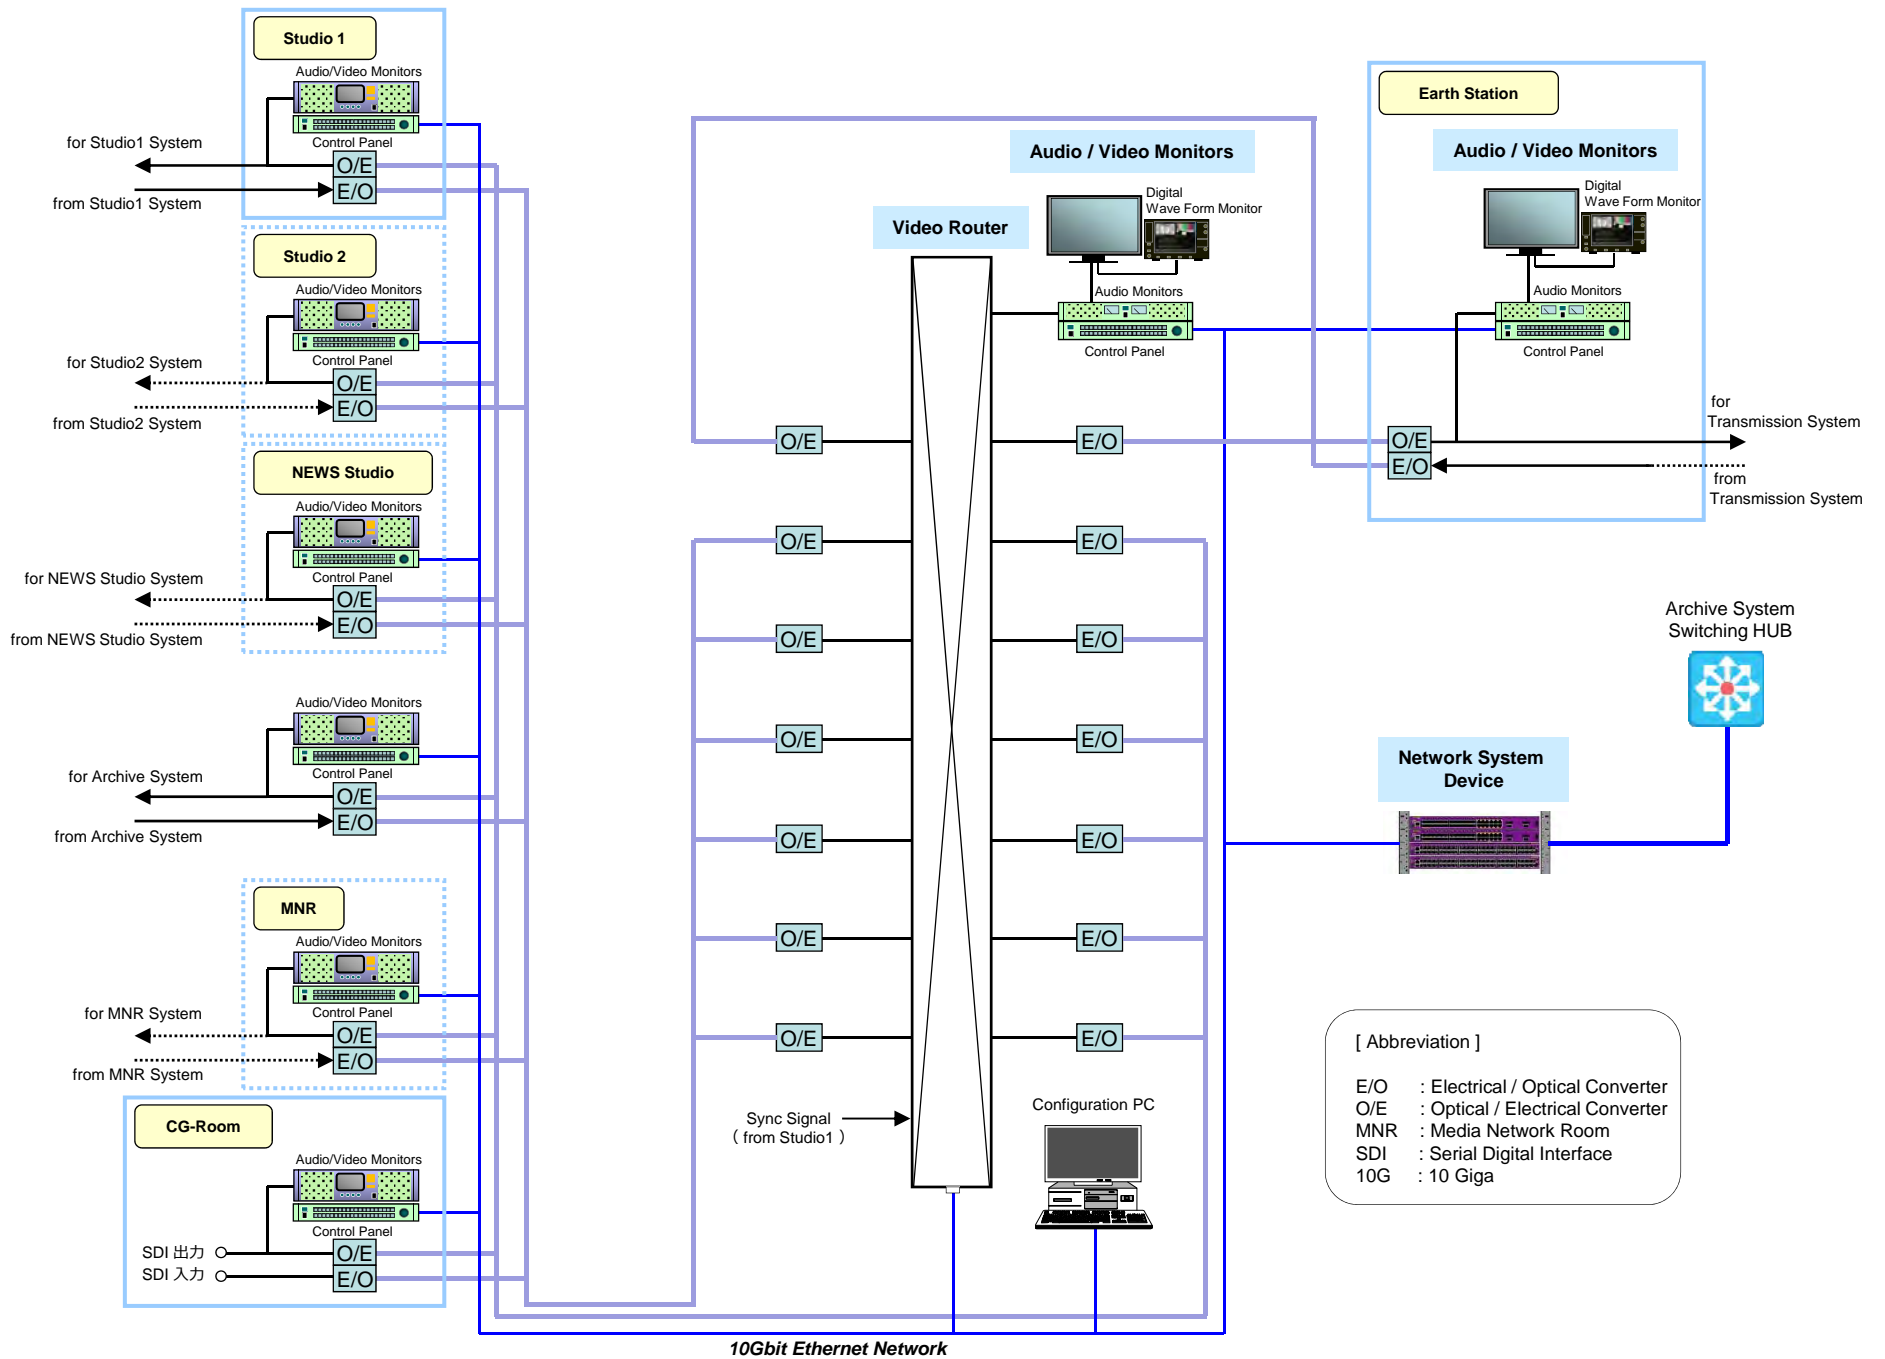 Studio 1
Audio/Video Monitors
Control Panel
for Studio1 System
O/E
E/O
from Studio1 System
Studio 2
Audio/Video Monitors
Control Panel
for Studio2 System
O/E
E/O
from Studio2 System
NEWS Studio
Audio/Video Monitors
Control Panel
for NEWS Studio System
O/E
E/O
from NEWS Studio System
Audio/Video Monitors
Control Panel
for Archive System
O/E
E/O
from Archive System
MNR
Audio/Video Monitors
Control Panel
for MNR System
O/E
E/O
from MNR System
CG-Room
Audio/Video Monitors
Control Panel
SDI 出力
O/E
SDI 入力
E/O
Video Router
Audio / Video Monitors
Digital
Wave Form Monitor
Audio Monitors
Control Panel
O/E
E/O
O/E
E/O
O/E
E/O
O/E
E/O
O/E
E/O
O/E
E/O
O/E
E/O
Sync Signal
( from Studio1 )
Configuration PC
10Gbit Ethernet Network
Earth Station
Audio / Video Monitors
Digital
Wave Form Monitor
Audio Monitors
Control Panel
for
Transmission System
O/E
E/O
from
Transmission System
Archive System
Switching HUB
Network System
Device
[ Abbreviation ]
E/O : Electrical / Optical Converter
O/E : Optical / Electrical Converter
MNR : Media Network Room
SDI : Serial Digital Interface
10G : 10 Giga